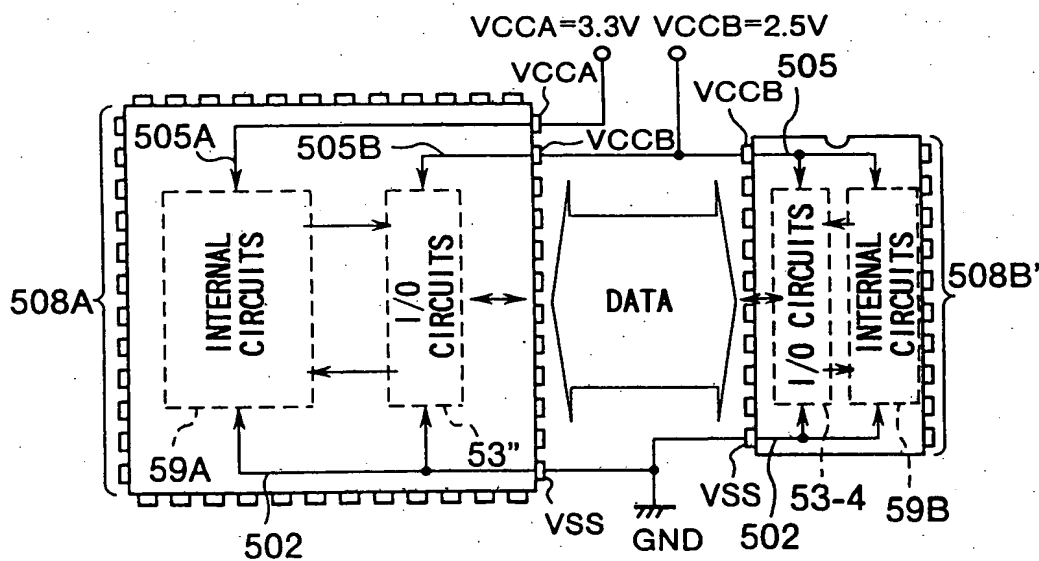 VCCA=3.3V VCCB=2.5V
VCCA
505
VCCB
505A
505B
VCCB
INTERNAL
CIRCUITS
I/O
CIRCUITS
DATA
I/O CIRCUITS
INTERNAL
CIRCUITS
508A
508B'
59A
53"
502
VSS
GND
VSS
502
53-4
59B